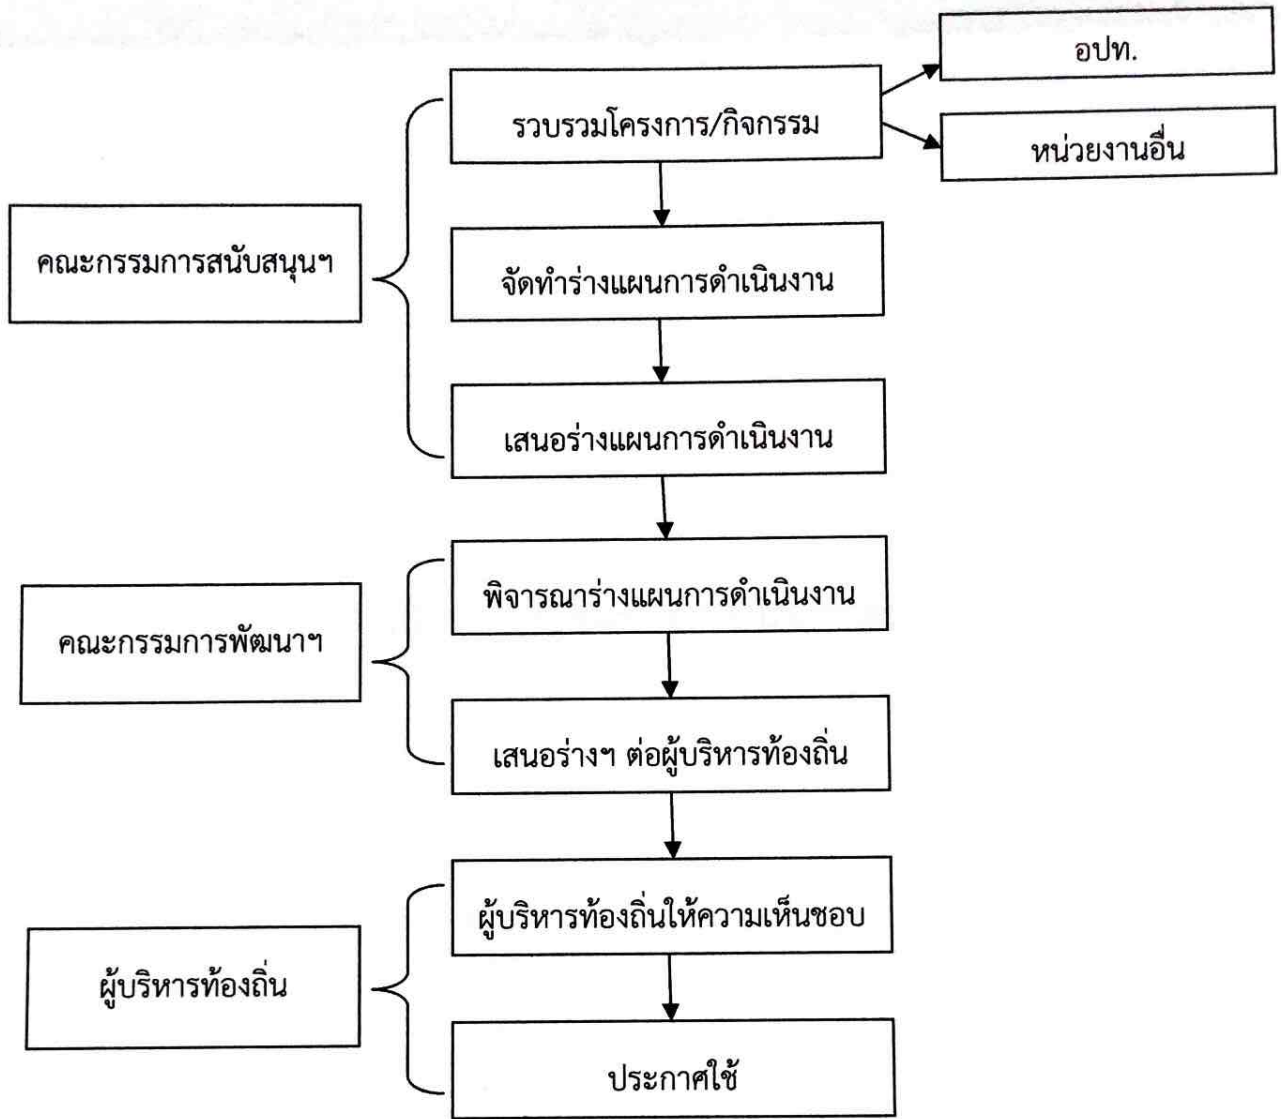 อปท.
รวบรวมโครงการ/กิจกรรม
หน่วยงานอื่น
คณะกรรมการสนับสนุนฯ
จัดทำร่างแผนการดำเนินงาน
เสนอร่างแผนการดำเนินงาน
พิจารณาร่างแผนการดำเนินงาน
คณะกรรมการพัฒนาฯ
เสนอร่างฯ ต่อผู้บริหารท้องถิ่น
ผู้บริหารท้องถิ่นให้ความเห็นชอบ
ผู้บริหารท้องถิ่น
ประกาศใช้